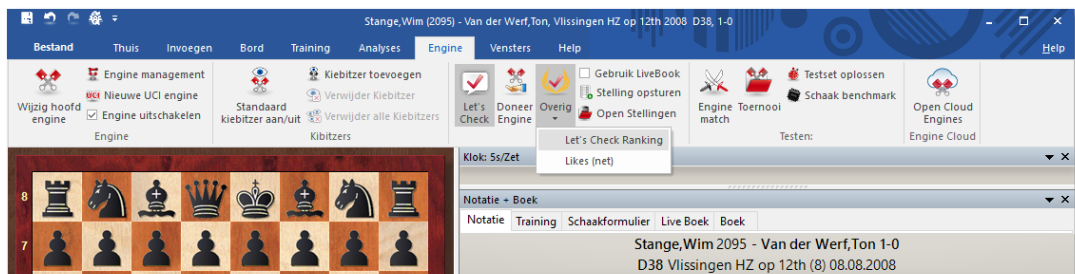 Stange,Wim (2095) - Van der Werf,Ton, Vlissingen HZ op 12th 2008 D38, 1-0
Bestand Thuis Invoegen Bord Training Analyses Engine Vensters Help Help
Wijzig hoofd engine
Engine management
UCI Nieuwe UCI engine
Engine uitschakelen
Engine
Standaard kiebitzer aan/uit
Kiebitzer toevoegen
Verwijder Kiebitzer
Verwijder alle Kiebitzers
Kibitzers
Let's Check
Doneer Engine
Overig
Gebruik LiveBook
Stelling opsturen
Open Stellingen
Let's Check Ranking
Likes (net)
Engine match
Toernooi
Testset oplossen
Schaak benchmark
Testen:
Open Cloud Engines
Engine Cloud
Klok: 5s/Zet
Notatie + Boek
Notatie Training Schaakformulier Live Boek Boek
Stange,Wim 2095 - Van der Werf,Ton 1-0
D38 Vlissingen HZ op 12th (8) 08.08.2008
8
7